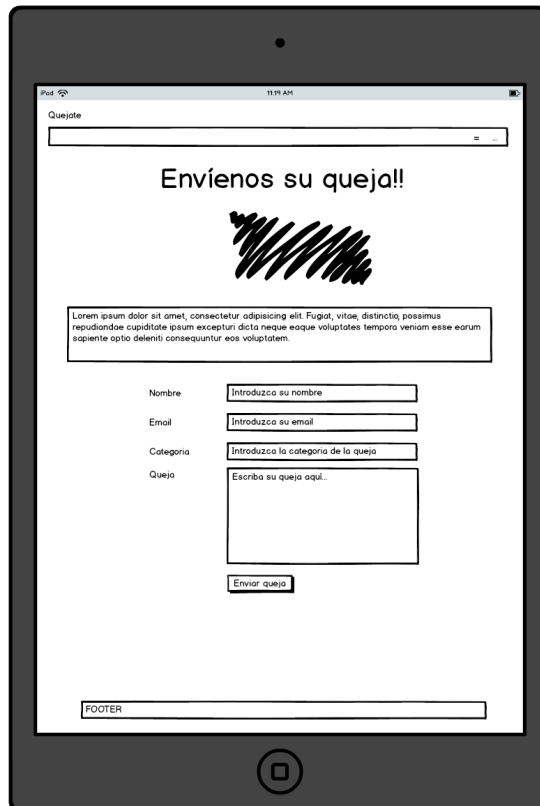 iPad
11:19 AM
Quejate
= ...
Envíenos su queja!!
Lorem ipsum dolor sit amet, consectetur adipisicing elit. Fugiat, vitae, distinctio, possimus
repudiandae cupiditate ipsum excepturi dicta neque eaque voluptates tempora veniam esse earum
sapiente optio deleniti consequuntur eos voluptatem.
Nombre
Introduzca su nombre
Email
Introduzca su email
Categoria
Introduzca la categoria de la queja
Queja
Escriba su queja aquí...
Enviar queja
FOOTER